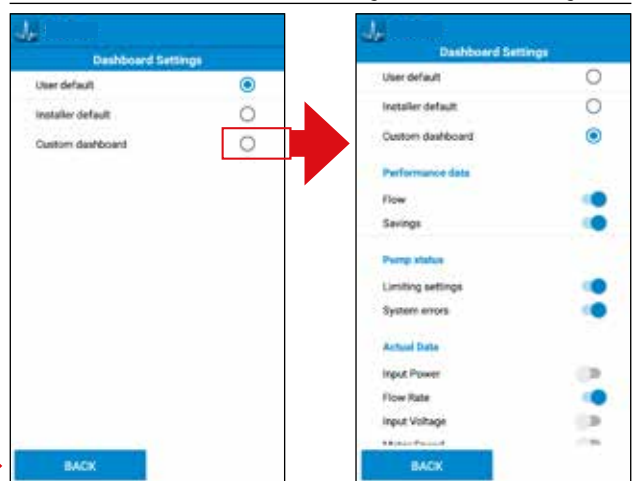 Dashboard Settings
User default
Installer default
Custom dashboard
BACK
Dashboard Settings
User default
Installer default
Custom dashboard
Performance data
Flow
Savings
Pump status
Limiting settings
System errors
Actual Data
Input Power
Flow Rate
Input Voltage
BACK